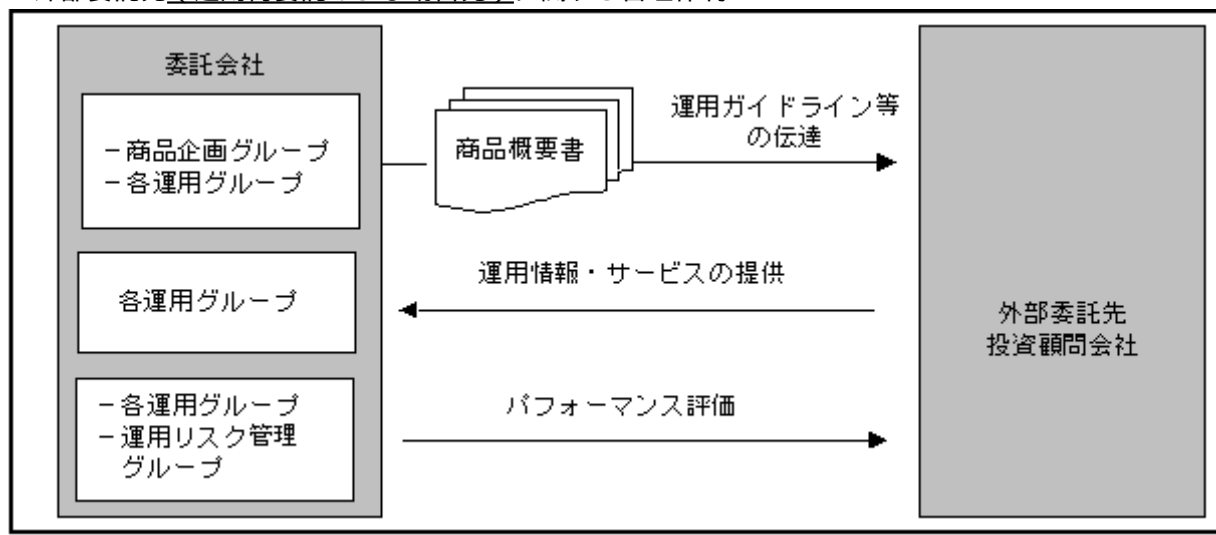 委託会社
－商品企画グループ
－各運用グループ
商品概要書
運用ガイドライン等
の伝達
各運用グループ
運用情報・サービスの提供
－各運用グループ
－運用リスク管理
グループ
パフォーマンス評価
外部委託先
投資顧問会社